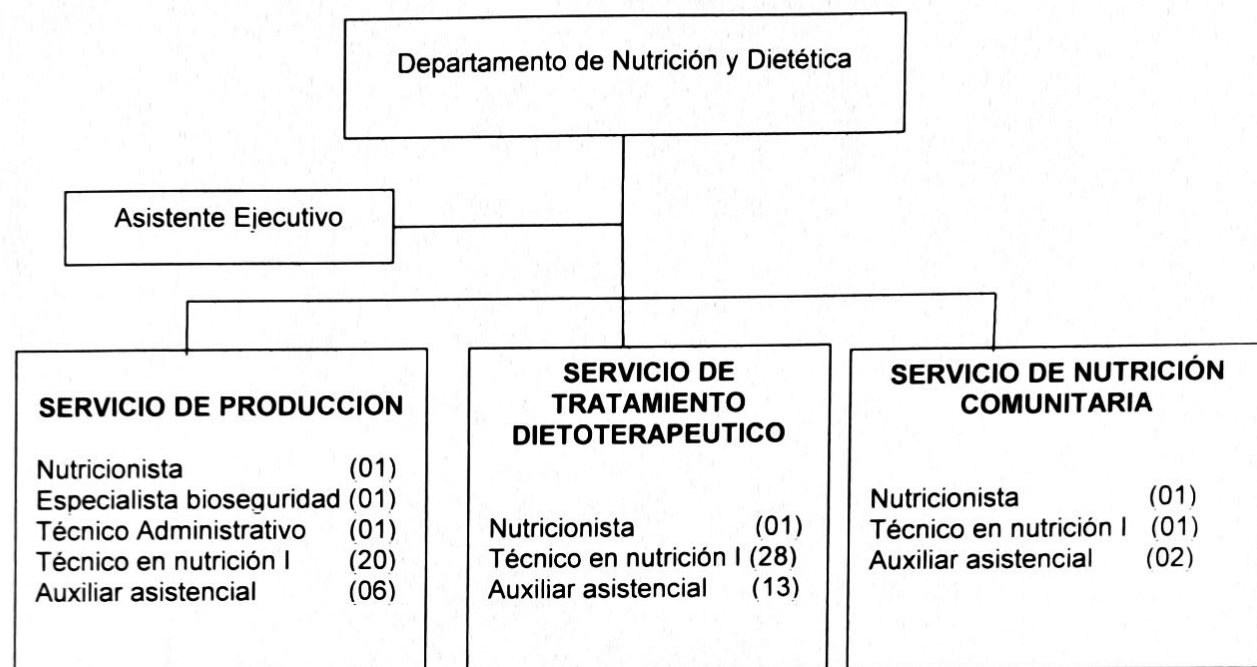 Departamento de Nutrición y Dietética
Asistente Ejecutivo
SERVICIO DE PRODUCCION
Nutricionista (01)
Especialista bioseguridad (01)
Técnico Administrativo (01)
Técnico en nutrición I (20)
Auxiliar asistencial (06)
SERVICIO DE
TRATAMIENTO
DIETOTERAPEUTICO
Nutricionista (01)
Técnico en nutrición I (28)
Auxiliar asistencial (13)
SERVICIO DE NUTRICIÓN
COMUNITARIA
Nutricionista (01)
Técnico en nutrición I (01)
Auxiliar asistencial (02)